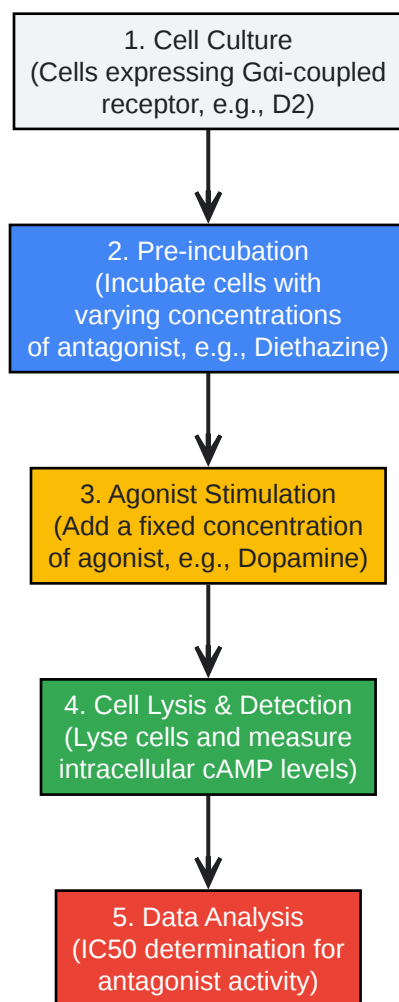 1. Cell Culture
(Cells expressing Gαi-coupled
receptor, e.g., D2)
2. Pre-incubation
(Incubate cells with
varying concentrations
of antagonist, e.g., Diethazine)
3. Agonist Stimulation
(Add a fixed concentration
of agonist, e.g., Dopamine)
4. Cell Lysis & Detection
(Lyse cells and measure
intracellular cAMP levels)
5. Data Analysis
(IC50 determination for
antagonist activity)